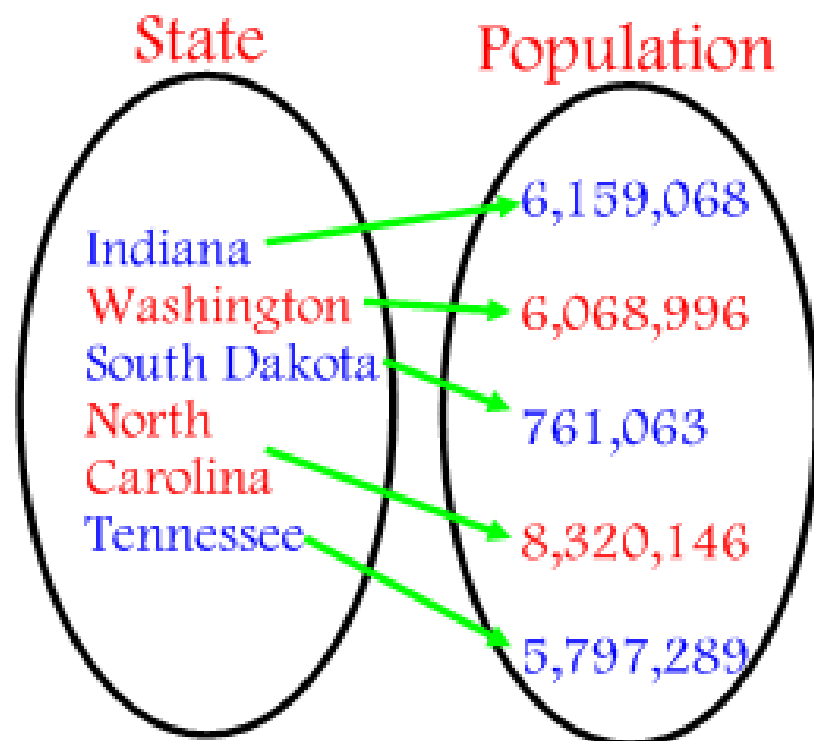 State
Population
Indiana
Washington
South Dakota
North
Carolina
Tennessee
6,159,068
6,068,996
761,063
8,320,146
5,797,289